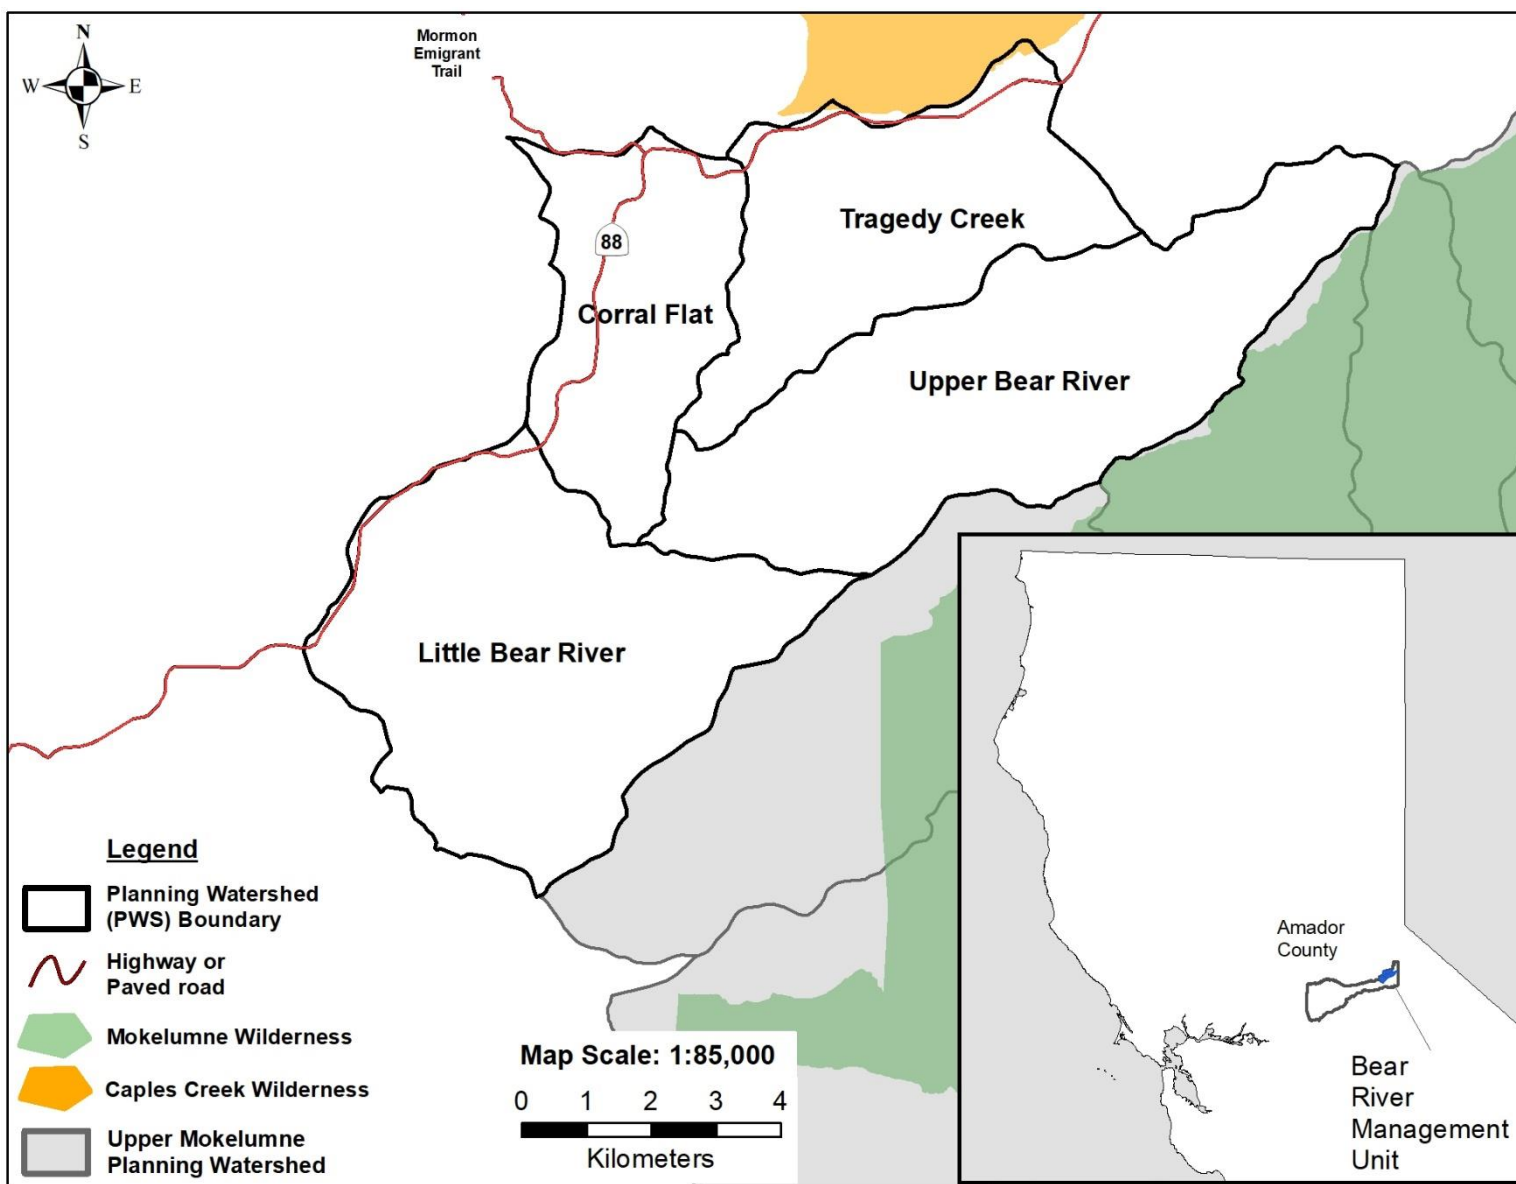 N
W
E
S
Mormon
Emigrant
Trail
88
Tragedy Creek
Corral Flat
Upper Bear River
Little Bear River
Legend
Planning Watershed
(PWS) Boundary
Highway or
Paved road
Mokelumne Wilderness
Caples Creek Wilderness
Upper Mokelumne
Planning Watershed
Map Scale: 1:85,000
0 1 2 3 4
Kilometers
Amador
County
Bear
River
Management
Unit